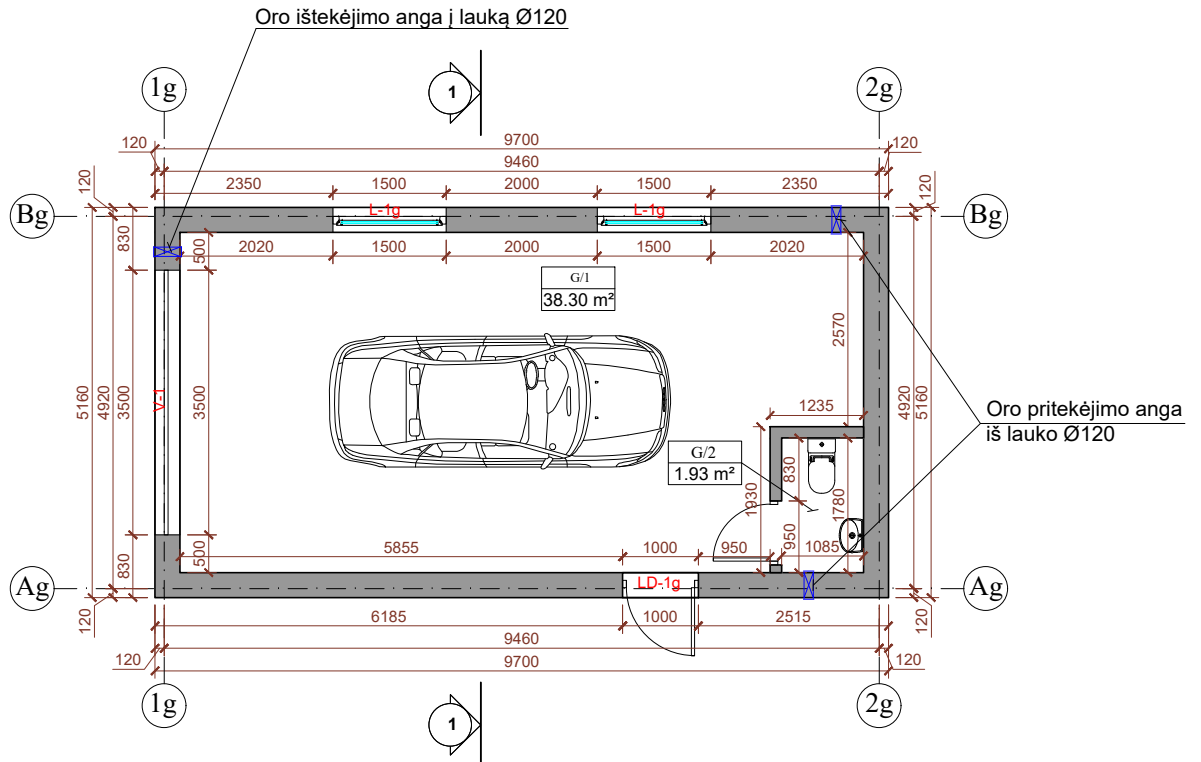 Oro ištekėjimo anga į lauką Ø120
1
1g
2g
9700
120
9460
120
2350
1500
2000
1500
2350
120
120
Bg
Bg
L-1g
L-1g
830
500
2020
1500
2000
1500
2020
G/1
38.30 m²
2570
5160
4920
3500
V-1
3500
4920
5160
1235
Oro pritekėjimo anga
iš lauko Ø120
G/2
1.93 m²
830
1930
1780
950
830
500
5855
1000
950
1085
Ag
Ag
LD-1g
120
120
6185
1000
2515
9460
120
120
9700
1g
2g
1